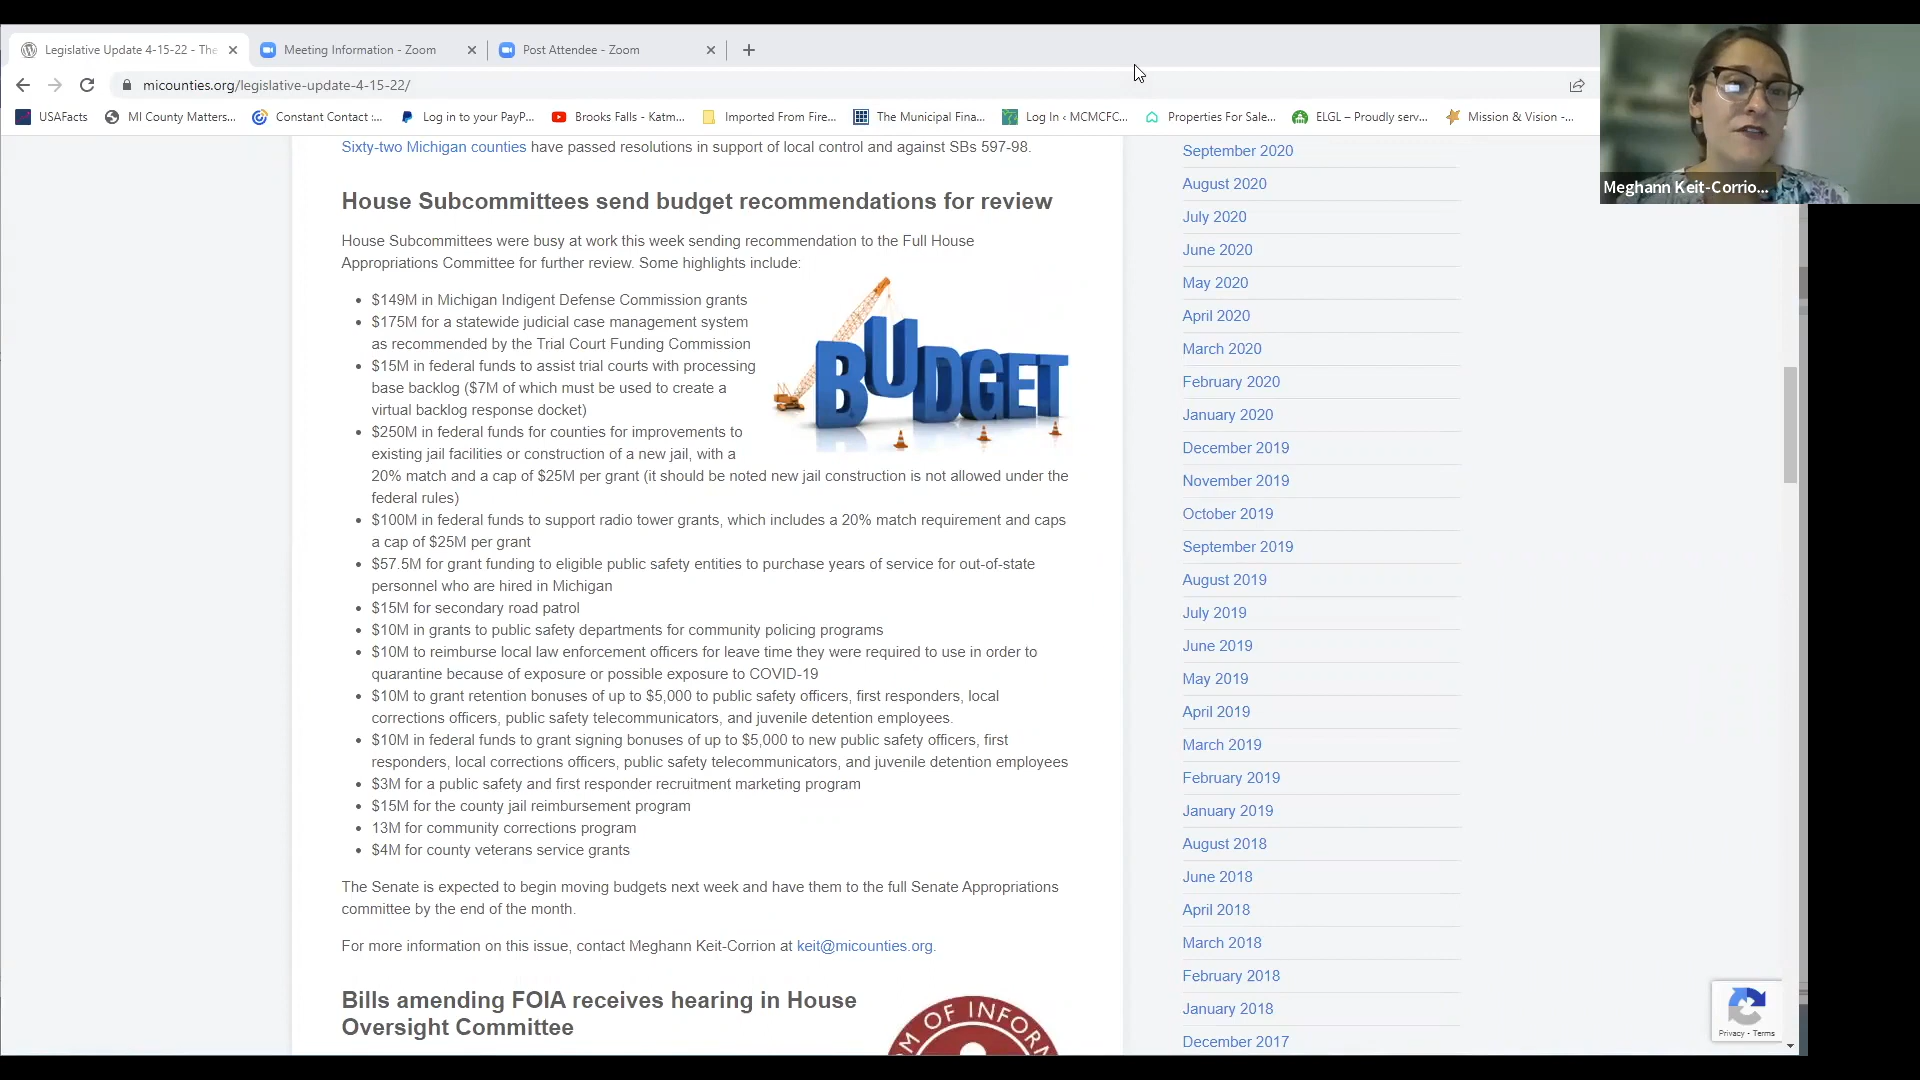 Legislative Update 4-15-22 - The
Meeting Information - Zoom
Post Attendee - Zoom
micounties.org/legislative-update-4-15-22/
USAFacts
MI County Matters...
Constant Contact :...
Log in to your PayP...
Brooks Falls - Katm...
Imported From Fire...
The Municipal Fina...
Log In ‹ MCMCFC...
Properties For Sale...
ELGL – Proudly serv...
Mission & Vision -...
Meghann Keit-Corrio...
Sixty-two Michigan counties have passed resolutions in support of local control and against SBs 597-98.
House Subcommittees send budget recommendations for review
House Subcommittees were busy at work this week sending recommendation to the Full House
Appropriations Committee for further review. Some highlights include:
BUDGET
• $149M in Michigan Indigent Defense Commission grants
• $175M for a statewide judicial case management system
as recommended by the Trial Court Funding Commission
• $15M in federal funds to assist trial courts with processing
base backlog ($7M of which must be used to create a
virtual backlog response docket)
• $250M in federal funds for counties for improvements to
existing jail facilities or construction of a new jail, with a
20% match and a cap of $25M per grant (it should be noted new jail construction is not allowed under the
federal rules)
• $100M in federal funds to support radio tower grants, which includes a 20% match requirement and caps
a cap of $25M per grant
• $57.5M for grant funding to eligible public safety entities to purchase years of service for out-of-state
personnel who are hired in Michigan
• $15M for secondary road patrol
• $10M in grants to public safety departments for community policing programs
• $10M to reimburse local law enforcement officers for leave time they were required to use in order to
quarantine because of exposure or possible exposure to COVID-19
• $10M to grant retention bonuses of up to $5,000 to public safety officers, first responders, local
corrections officers, public safety telecommunicators, and juvenile detention employees.
• $10M in federal funds to grant signing bonuses of up to $5,000 to new public safety officers, first
responders, local corrections officers, public safety telecommunicators, and juvenile detention employees
• $3M for a public safety and first responder recruitment marketing program
• $15M for the county jail reimbursement program
• 13M for community corrections program
• $4M for county veterans service grants
The Senate is expected to begin moving budgets next week and have them to the full Senate Appropriations
committee by the end of the month.
For more information on this issue, contact Meghann Keit-Corrion at keit@micounties.org.
Bills amending FOIA receives hearing in House
Oversight Committee
M OF INFORM
September 2020
August 2020
July 2020
June 2020
May 2020
April 2020
March 2020
February 2020
January 2020
December 2019
November 2019
October 2019
September 2019
August 2019
July 2019
June 2019
May 2019
April 2019
March 2019
February 2019
January 2019
August 2018
June 2018
April 2018
March 2018
February 2018
January 2018
December 2017
Privacy - Terms